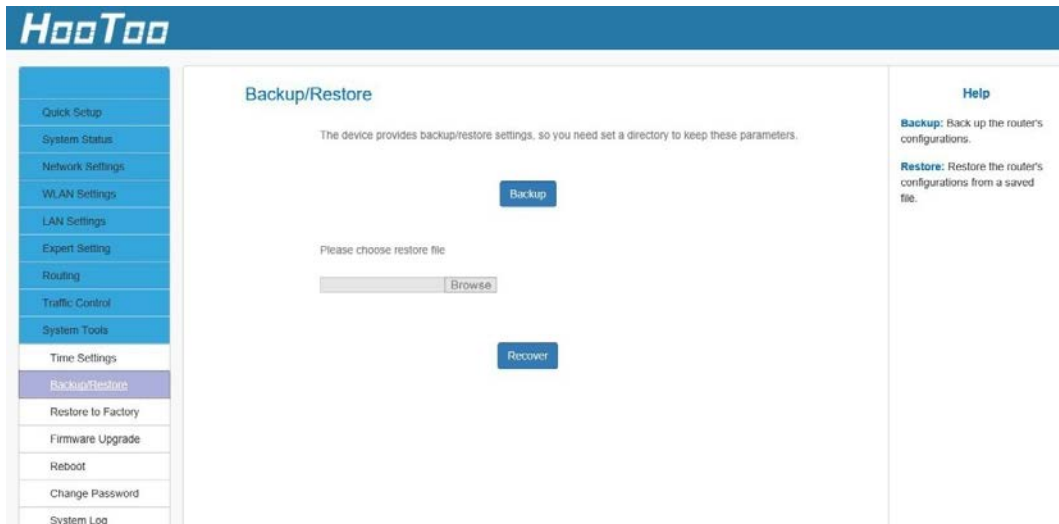 HooToo
Quick Setup
System Status
Network Settings
WLAN Settings
LAN Settings
Expert Setting
Routing
Traffic Control
System Tools
Time Settings
Backup/Restore
Restore to Factory
Firmware Upgrade
Reboot
Change Password
System Log
Backup/Restore
The device provides backup/restore settings, so you need set a directory to keep these parameters.
Backup
Please choose restore file
Browse
Recover
Help
Backup: Back up the router's
configurations.
Restore: Restore the router's
configurations from a saved
file.